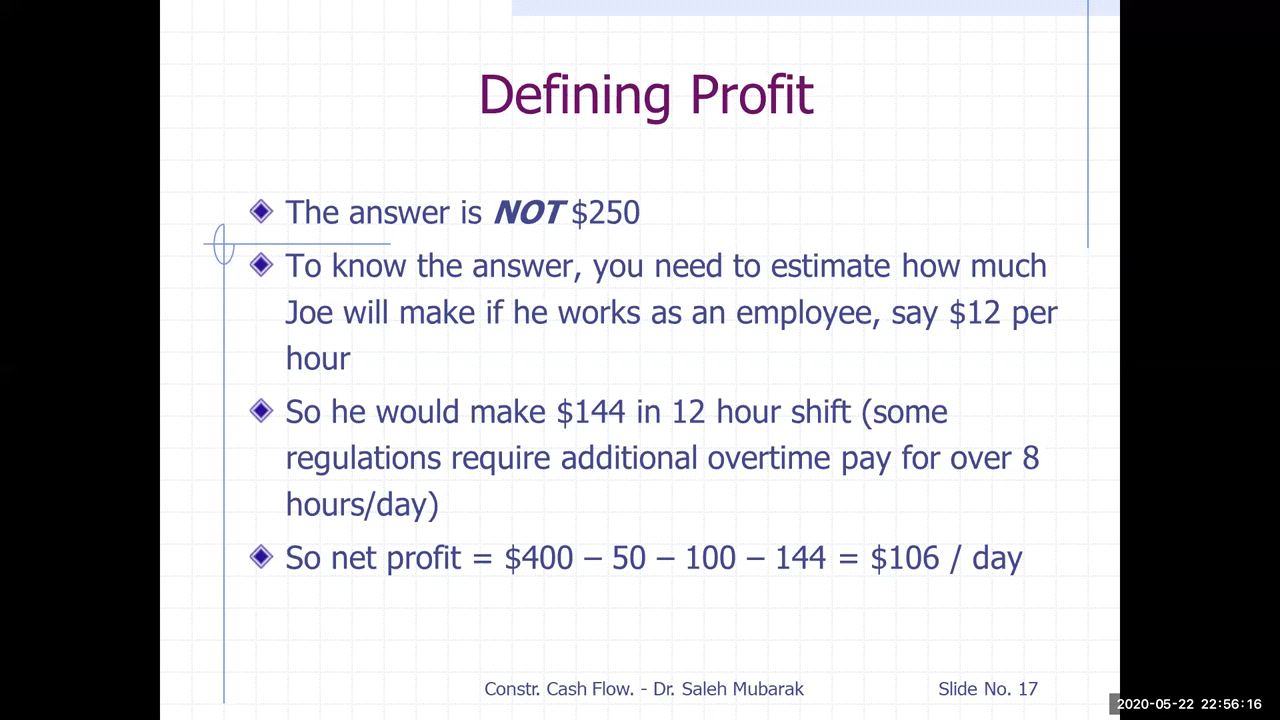 Defining Profit
The answer is NOT $250
To know the answer, you need to estimate how much
Joe will make if he works as an employee, say $12 per
hour
So he would make $144 in 12 hour shift (some
regulations require additional overtime pay for over 8
hours/day)
So net profit = $400 – 50 – 100 – 144 = $106 / day
Constr. Cash Flow. - Dr. Saleh Mubarak
Slide No. 17
2020-05-22 22:56:16